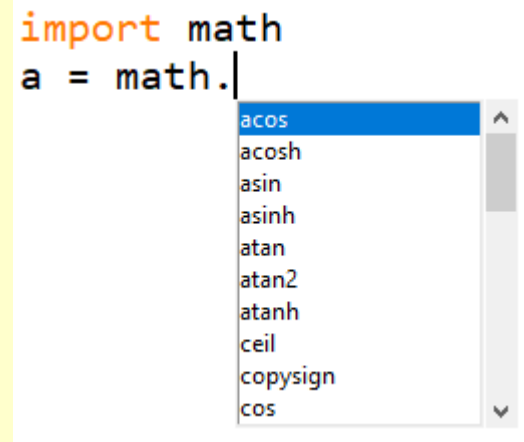 import math
a = math.
acos
acosh
asin
asinh
atan
atan2
atanh
ceil
copysign
cos